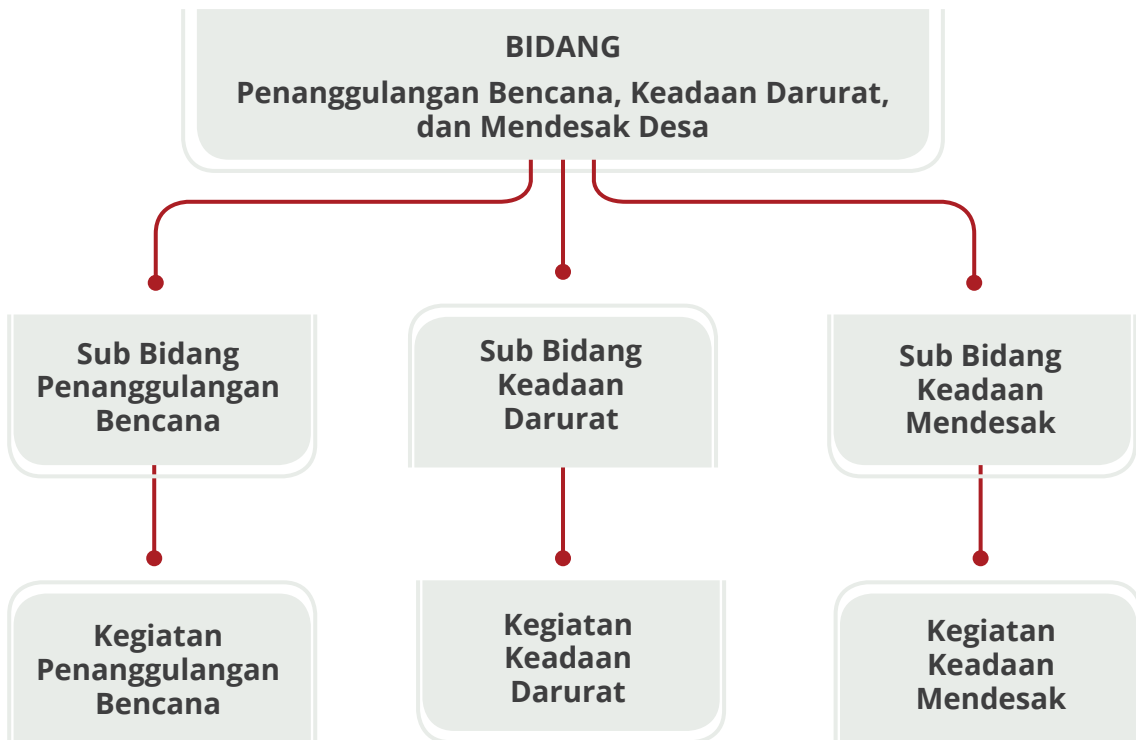 BIDANG
Penanggulangan Bencana, Keadaan Darurat,
dan Mendesak Desa
Sub Bidang
Penanggulangan
Bencana
Sub Bidang
Keadaan
Darurat
Sub Bidang
Keadaan
Mendesak
Kegiatan
Penanggulangan
Bencana
Kegiatan
Keadaan
Darurat
Kegiatan
Keadaan
Mendesak